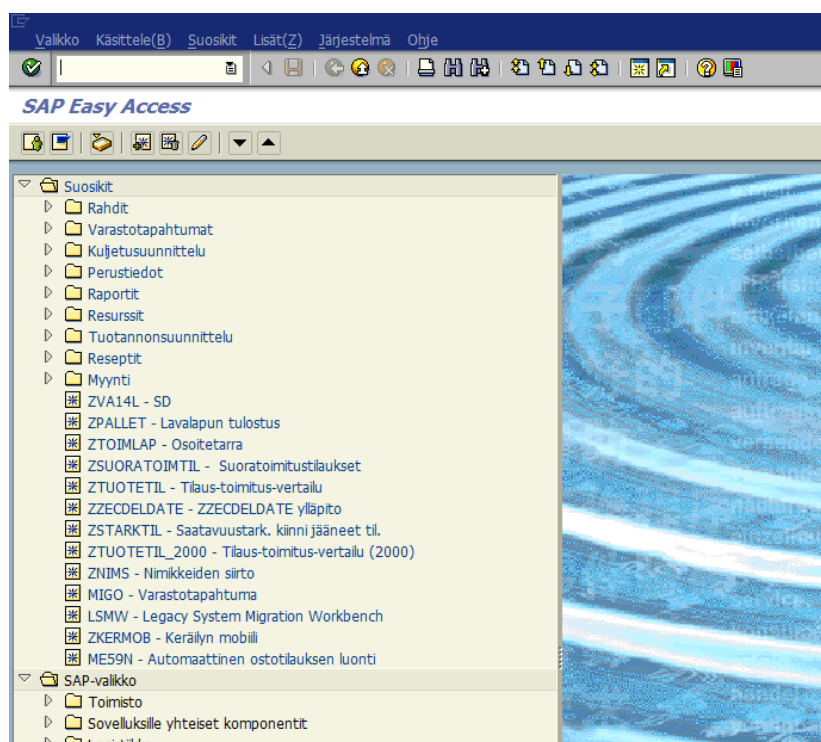 Valikko Käsittele(B) Suosikit Lisät(Z) Järjestelmä Ohje
SAP Easy Access
Suosikit
Rahdit
Varastotapahtumat
Kuljetusuunnittelu
Perustiedot
Raportit
Resurssit
Tuotannonsuunnittelu
Reseptit
Myynti
ZVA14L - SD
ZPALLET - Lavalapun tulostus
ZTOIMLAP - Osoitetarra
ZSUORATOIMTIL - Suoratoimitustilaukset
ZTUOTETIL - Tilaus-toimitus-vertailu
ZZECDELDATE - ZZECDELDATE ylläpito
ZSTARKTIL - Saatavuustark. kiinni jääneet til.
ZTUOTETIL_2000 - Tilaus-toimitus-vertailu (2000)
ZNIMS - Nimikkeiden siirto
MIGO - Varastotapahtuma
LSMW - Legacy System Migration Workbench
ZKERMOB - Keräilyn mobiili
ME59N - Automaattinen ostotilauksen luonti
SAP-valikko
Toimisto
Sovelluksille yhteiset komponentit